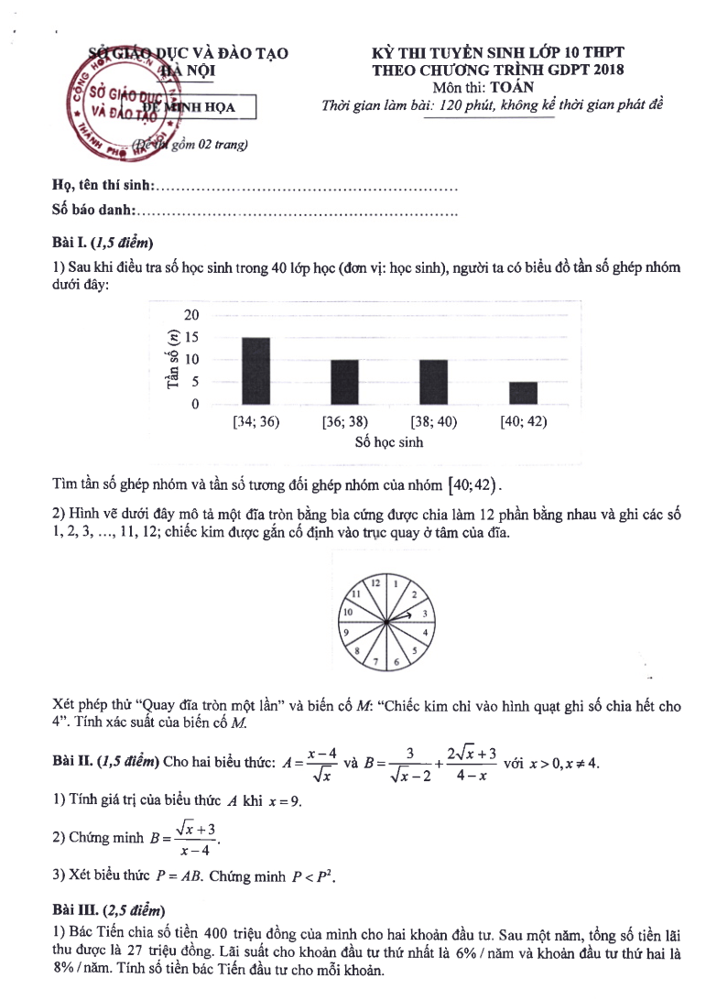 SỞ GIÁO DỤC VÀ ĐÀO TẠO
HÀ NỘI
ĐỀ MINH HỌA
(Đề thi gồm 02 trang)
CỘNG HÒA X.H.C.N VIỆT NAM
SỞ GIÁO DỤC
VÀ ĐÀO TẠO
THÀNH PHỐ HÀ NỘI
KỲ THI TUYỂN SINH LỚP 10 THPT
THEO CHƯƠNG TRÌNH GDPT 2018
Môn thi: TOÁN
Thời gian làm bài: 120 phút, không kể thời gian phát đề
Họ, tên thí sinh:............................................................
Số báo danh:...............................................................
Bài I. (1,5 điểm)
1) Sau khi điều tra số học sinh trong 40 lớp học (đơn vị: học sinh), người ta có biểu đồ tần số ghép nhóm
dưới đây:
Tần số (n)
20
15
10
5
0
[34; 36) [36; 38) [38; 40) [40; 42)
Số học sinh
Tìm tần số ghép nhóm và tần số tương đối ghép nhóm của nhóm [40;42).
2) Hình vẽ dưới đây mô tả một đĩa tròn bằng bìa cứng được chia làm 12 phần bằng nhau và ghi các số
1, 2, 3, ..., 11, 12; chiếc kim được gắn cố định vào trục quay ở tâm của đĩa.
12 1
11 2
10 3
9 4
8 5
7 6
Xét phép thử “Quay đĩa tròn một lần” và biến cố M: “Chiếc kim chỉ vào hình quạt ghi số chia hết cho
4”. Tính xác suất của biến cố M.
Bài II. (1,5 điểm) Cho hai biểu thức: A = (x − 4)/√x và B = 3/(√x − 2) + (2√x + 3)/(4 − x) với x > 0, x ≠ 4.
1) Tính giá trị của biểu thức A khi x = 9.
2) Chứng minh B = (√x + 3)/(x − 4).
3) Xét biểu thức P = AB. Chứng minh P < P².
Bài III. (2,5 điểm)
1) Bác Tiến chia số tiền 400 triệu đồng của mình cho hai khoản đầu tư. Sau một năm, tổng số tiền lãi
thu được là 27 triệu đồng. Lãi suất cho khoản đầu tư thứ nhất là 6% / năm và khoản đầu tư thứ hai là
8% / năm. Tính số tiền bác Tiến đầu tư cho mỗi khoản.